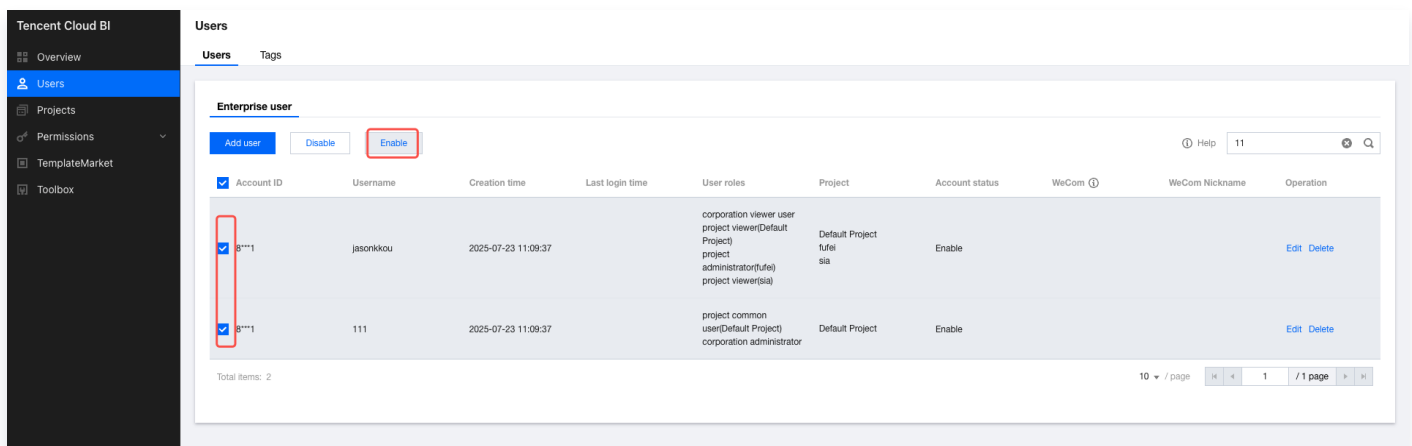 Tencent Cloud BI
Overview
Users
Projects
Permissions
TemplateMarket
Toolbox
Users
Users Tags
Enterprise user
Add user Disable Enable Help 11
Account ID Username Creation time Last login time User roles Project Account status WeCom WeCom Nickname Operation
8***1 jasonkkou 2025-07-23 11:09:37 Enable Edit Delete
corporation viewer user
project viewer(Default
Project)
project
administrator(fufei)
project viewer(sia)
Default Project
fufei
sia
8***1 111 2025-07-23 11:09:37 Default Project Enable Edit Delete
project common
user(Default Project)
corporation administrator
Total items: 2 10 / page 1 / 1 page